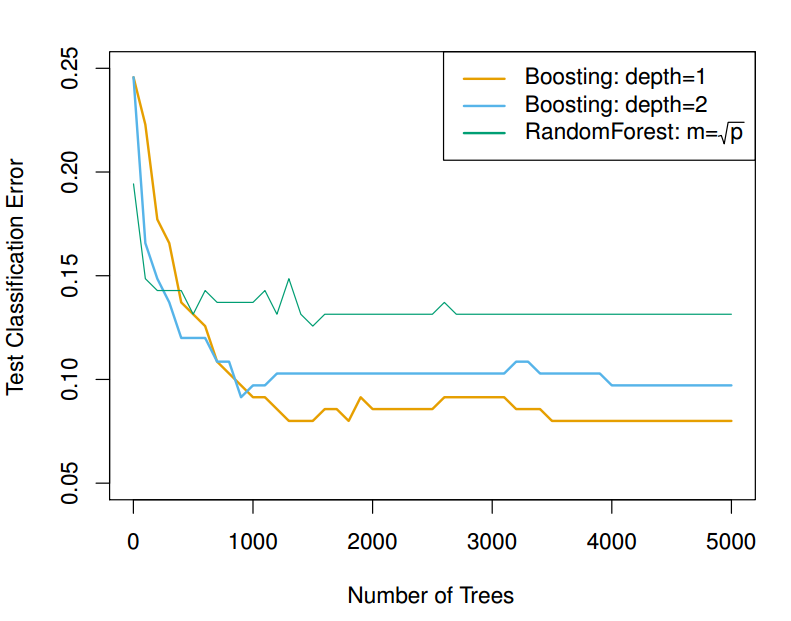 Boosting: depth=1
Boosting: depth=2
RandomForest: m=√p
Test Classification Error
0.25
0.20
0.15
0.10
0.05
0 1000 2000 3000 4000 5000
Number of Trees